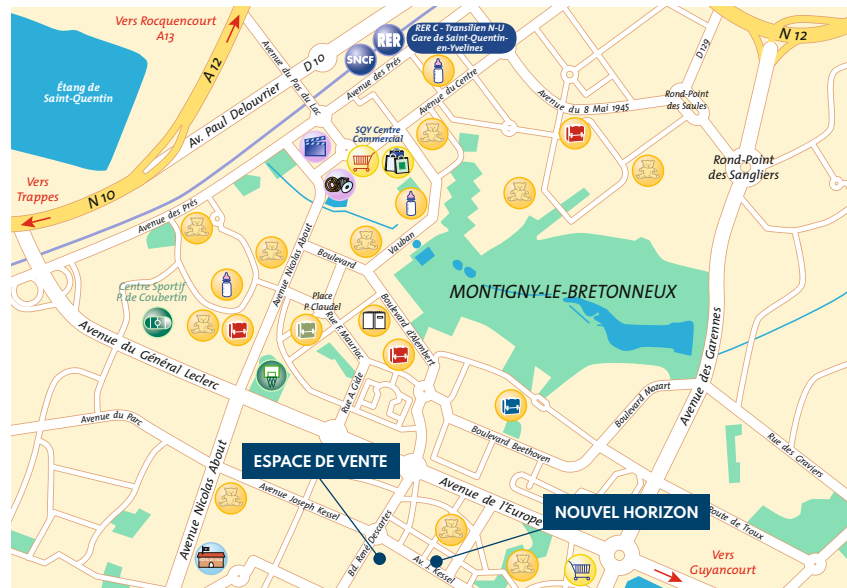 Vers Rocquencourt
A13
A 12
Étang de
Saint-Quentin
Av. Paul Delouvrier
D 10
Avenue du Pas du Lac
SNCF
RER
RER C - Transilien N-U
Gare de Saint-Quentin-
en-Yvelines
Avenue des Prés
Avenue du Centre
N 12
D 129
Avenue du 8 Mai 1945
Rond-Point
des Saules
Rond-Point
des Sangliers
SQY Centre
Commercial
Vers
Trappes
N 10
Avenue des Prés
Centre Sportif
P. de Coubertin
Avenue Nicolas About
Boulevard
Vauban
Place
P. Claudel
Rue F. Mauriac
Boulevard d'Alembert
Rue A. Gide
MONTIGNY-LE-BRETONNEUX
Avenue des Garennes
Avenue du Général Leclerc
Boulevard Mozart
Boulevard Beethoven
Rue des Graviers
Avenue du Parc
Avenue Nicolas About
ESPACE DE VENTE
Avenue Joseph Kessel
Avenue de l'Europe
NOUVEL HORIZON
Route de Troux
Bd. René Descartes
Av. J. Kessel
Vers
Guyancourt